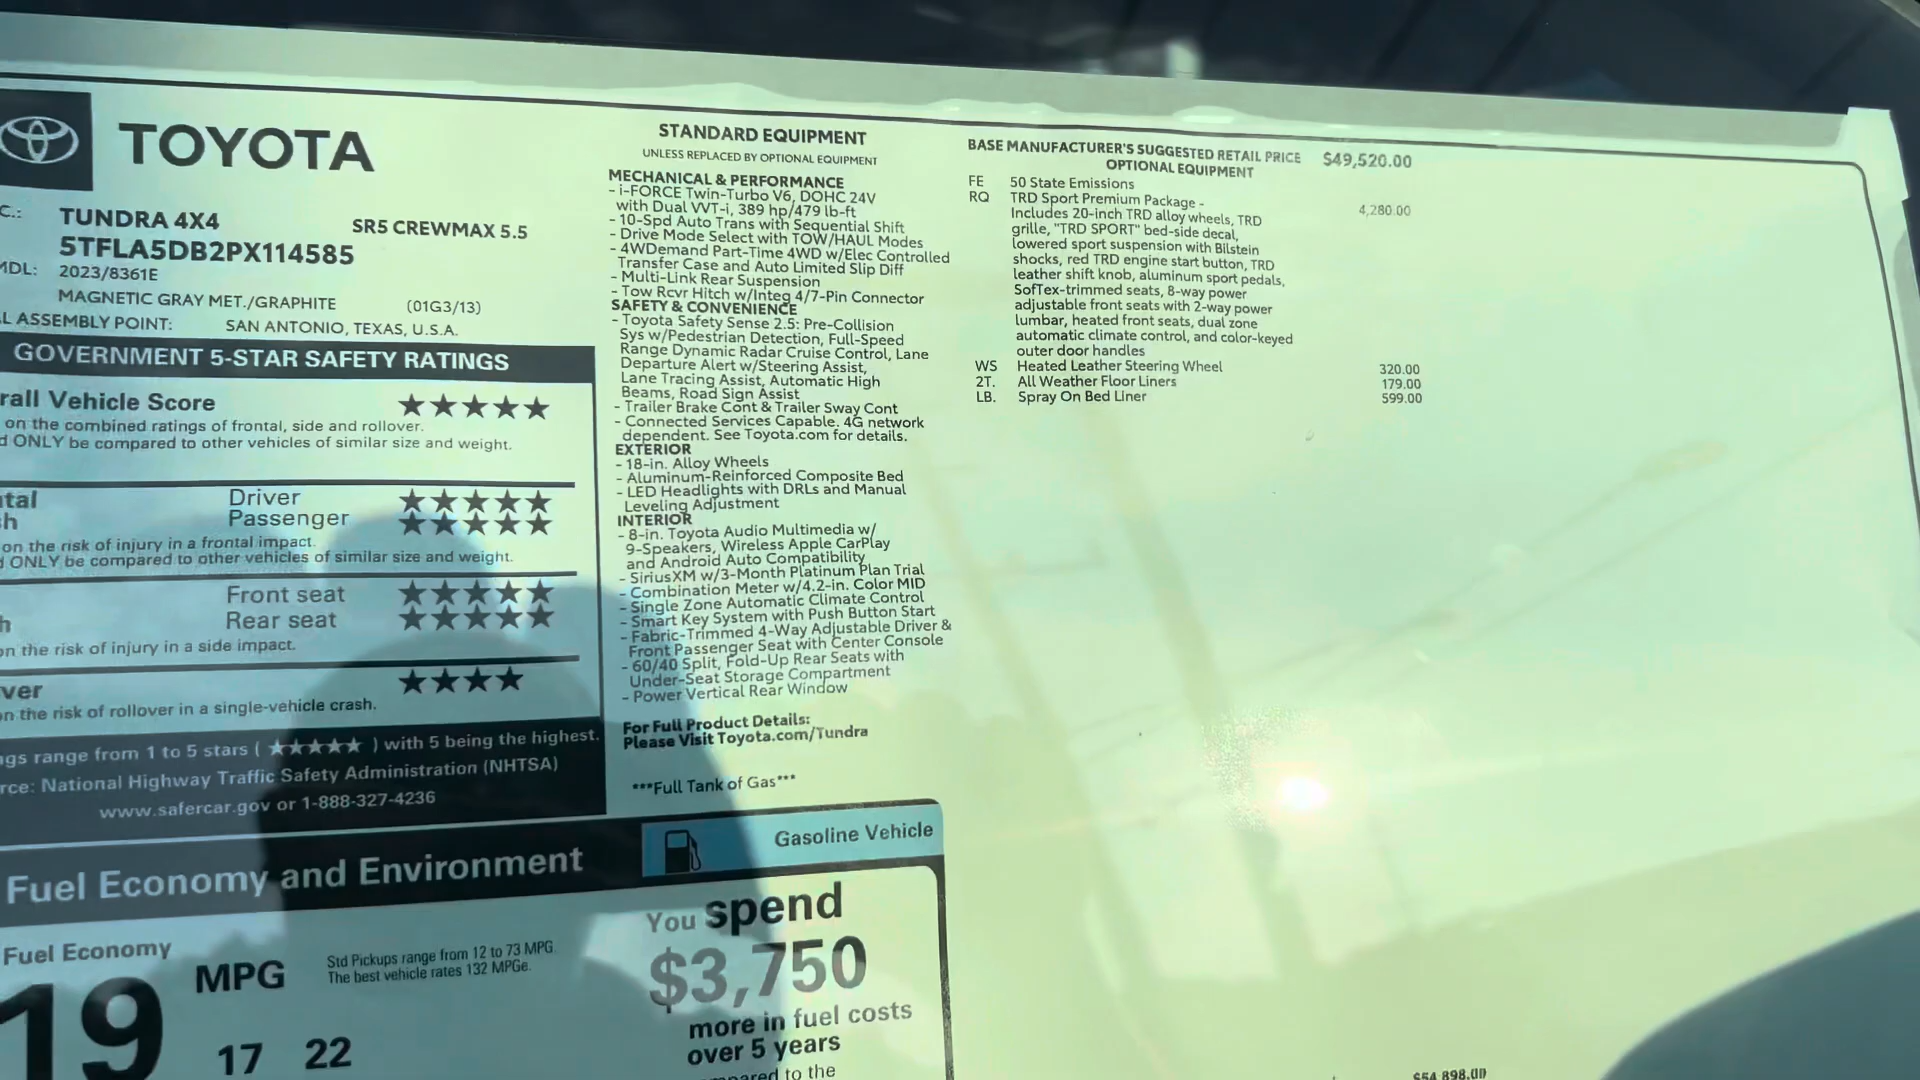 TOYOTA
C.: TUNDRA 4X4 SR5 CREWMAX 5.5
5TFLA5DB2PX114585
MDL: 2023/8361E
MAGNETIC GRAY MET./GRAPHITE (01G3/13)
L ASSEMBLY POINT: SAN ANTONIO, TEXAS, U.S.A.
GOVERNMENT 5-STAR SAFETY RATINGS
rall Vehicle Score ★★★★★
on the combined ratings of frontal, side and rollover.
d ONLY be compared to other vehicles of similar size and weight.
tal Driver ★★★★★
h Passenger ★★★★★
on the risk of injury in a frontal impact.
d ONLY be compared to other vehicles of similar size and weight.
Front seat ★★★★★
h Rear seat ★★★★★
on the risk of injury in a side impact.
ver ★★★★
on the risk of rollover in a single-vehicle crash.
ngs range from 1 to 5 stars (★★★★★) with 5 being the highest.
rce: National Highway Traffic Safety Administration (NHTSA)
www.safercar.gov or 1-888-327-4236
STANDARD EQUIPMENT
UNLESS REPLACED BY OPTIONAL EQUIPMENT
MECHANICAL & PERFORMANCE
- i-FORCE Twin-Turbo V6, DOHC 24V
with Dual VVT-i, 389 hp/479 lb-ft
- 10-Spd Auto Trans with Sequential Shift
- Drive Mode Select with TOW/HAUL Modes
- 4WDemand Part-Time 4WD w/Elec Controlled
Transfer Case and Auto Limited Slip Diff
- Multi-Link Rear Suspension
- Tow Rcvr Hitch w/Integ 4/7-Pin Connector
SAFETY & CONVENIENCE
- Toyota Safety Sense 2.5: Pre-Collision
Sys w/Pedestrian Detection, Full-Speed
Range Dynamic Radar Cruise Control, Lane
Departure Alert w/Steering Assist,
Lane Tracing Assist, Automatic High
Beams, Road Sign Assist
- Trailer Brake Cont & Trailer Sway Cont
- Connected Services Capable. 4G network
dependent. See Toyota.com for details.
EXTERIOR
- 18-in. Alloy Wheels
- Aluminum-Reinforced Composite Bed
- LED Headlights with DRLs and Manual
Leveling Adjustment
INTERIOR
- 8-in. Toyota Audio Multimedia w/
9-Speakers, Wireless Apple CarPlay
and Android Auto Compatibility
- SiriusXM w/3-Month Platinum Plan Trial
- Combination Meter w/4.2-in. Color MID
- Single Zone Automatic Climate Control
- Smart Key System with Push Button Start
- Fabric-Trimmed 4-Way Adjustable Driver &
Front Passenger Seat with Center Console
- 60/40 Split, Fold-Up Rear Seats with
Under-Seat Storage Compartment
- Power Vertical Rear Window
For Full Product Details:
Please Visit Toyota.com/Tundra
***Full Tank of Gas***
BASE MANUFACTURER'S SUGGESTED RETAIL PRICE $49,520.00
OPTIONAL EQUIPMENT
FE 50 State Emissions
RQ TRD Sport Premium Package - 4,280.00
Includes 20-inch TRD alloy wheels, TRD
grille, "TRD SPORT" bed-side decal,
lowered sport suspension with Bilstein
shocks, red TRD engine start button, TRD
leather shift knob, aluminum sport pedals,
SofTex-trimmed seats, 8-way power
adjustable front seats with 2-way power
lumbar, heated front seats, dual zone
automatic climate control, and color-keyed
outer door handles
WS Heated Leather Steering Wheel 320.00
2T. All Weather Floor Liners 179.00
LB. Spray On Bed Liner 599.00
Fuel Economy and Environment
Gasoline Vehicle
Fuel Economy
19 MPG
17 22
Std Pickups range from 12 to 73 MPG.
The best vehicle rates 132 MPGe.
You spend
$3,750
more in fuel costs
over 5 years
mpared to the
$54,898.00